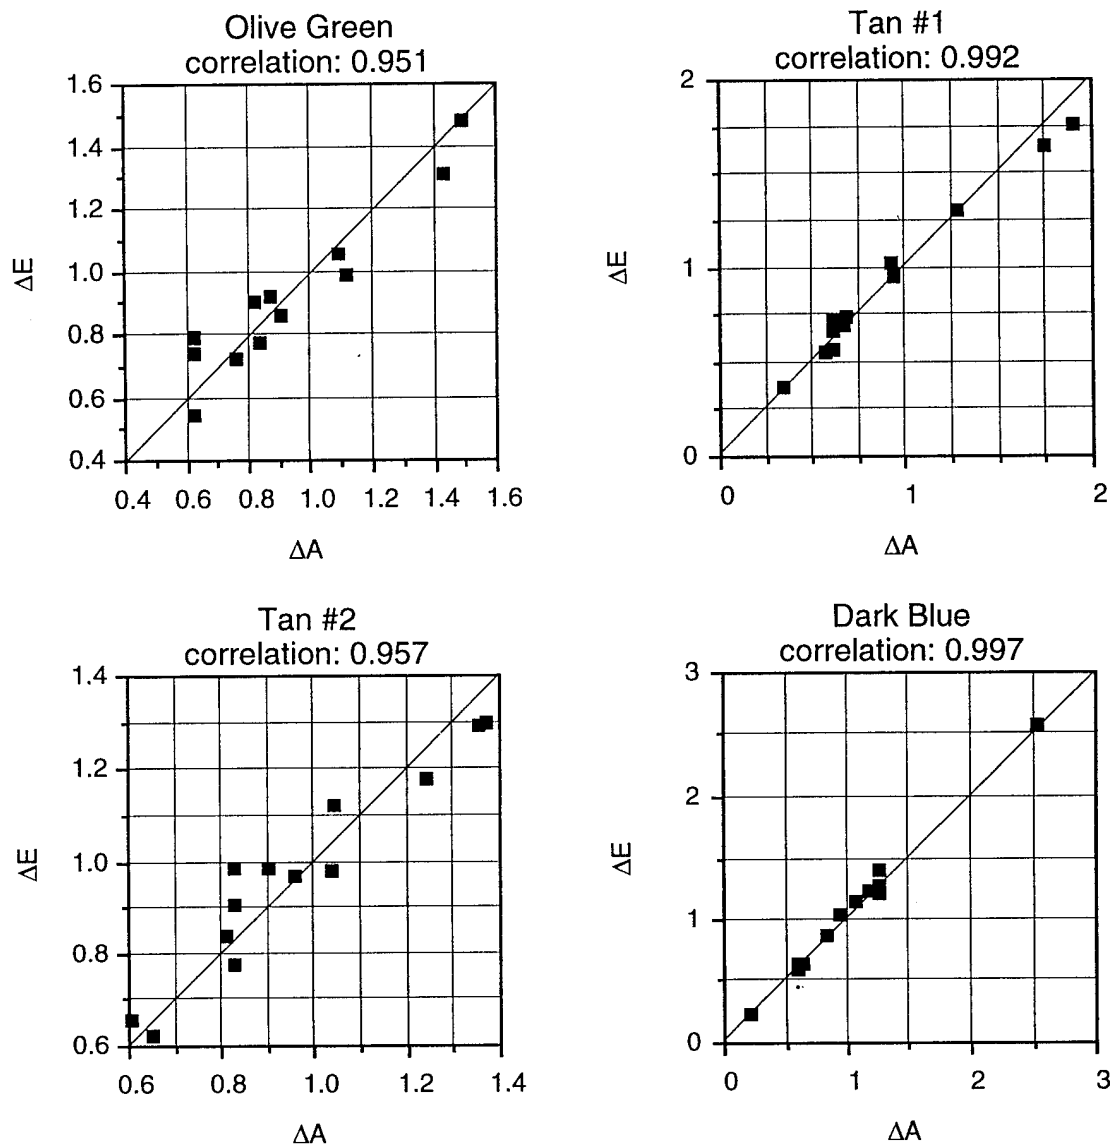 Olive Green
correlation: 0.951
1.6
1.4
1.2
1.0
0.8
0.6
0.4
ΔE
0.4 0.6 0.8 1.0 1.2 1.4 1.6
ΔA
Tan #1
correlation: 0.992
2
1
0
ΔE
0 1 2
ΔA
Tan #2
correlation: 0.957
1.4
1.2
1.0
0.8
0.6
ΔE
0.6 0.8 1.0 1.2 1.4
ΔA
Dark Blue
correlation: 0.997
3
2
1
0
ΔE
0 1 2 3
ΔA